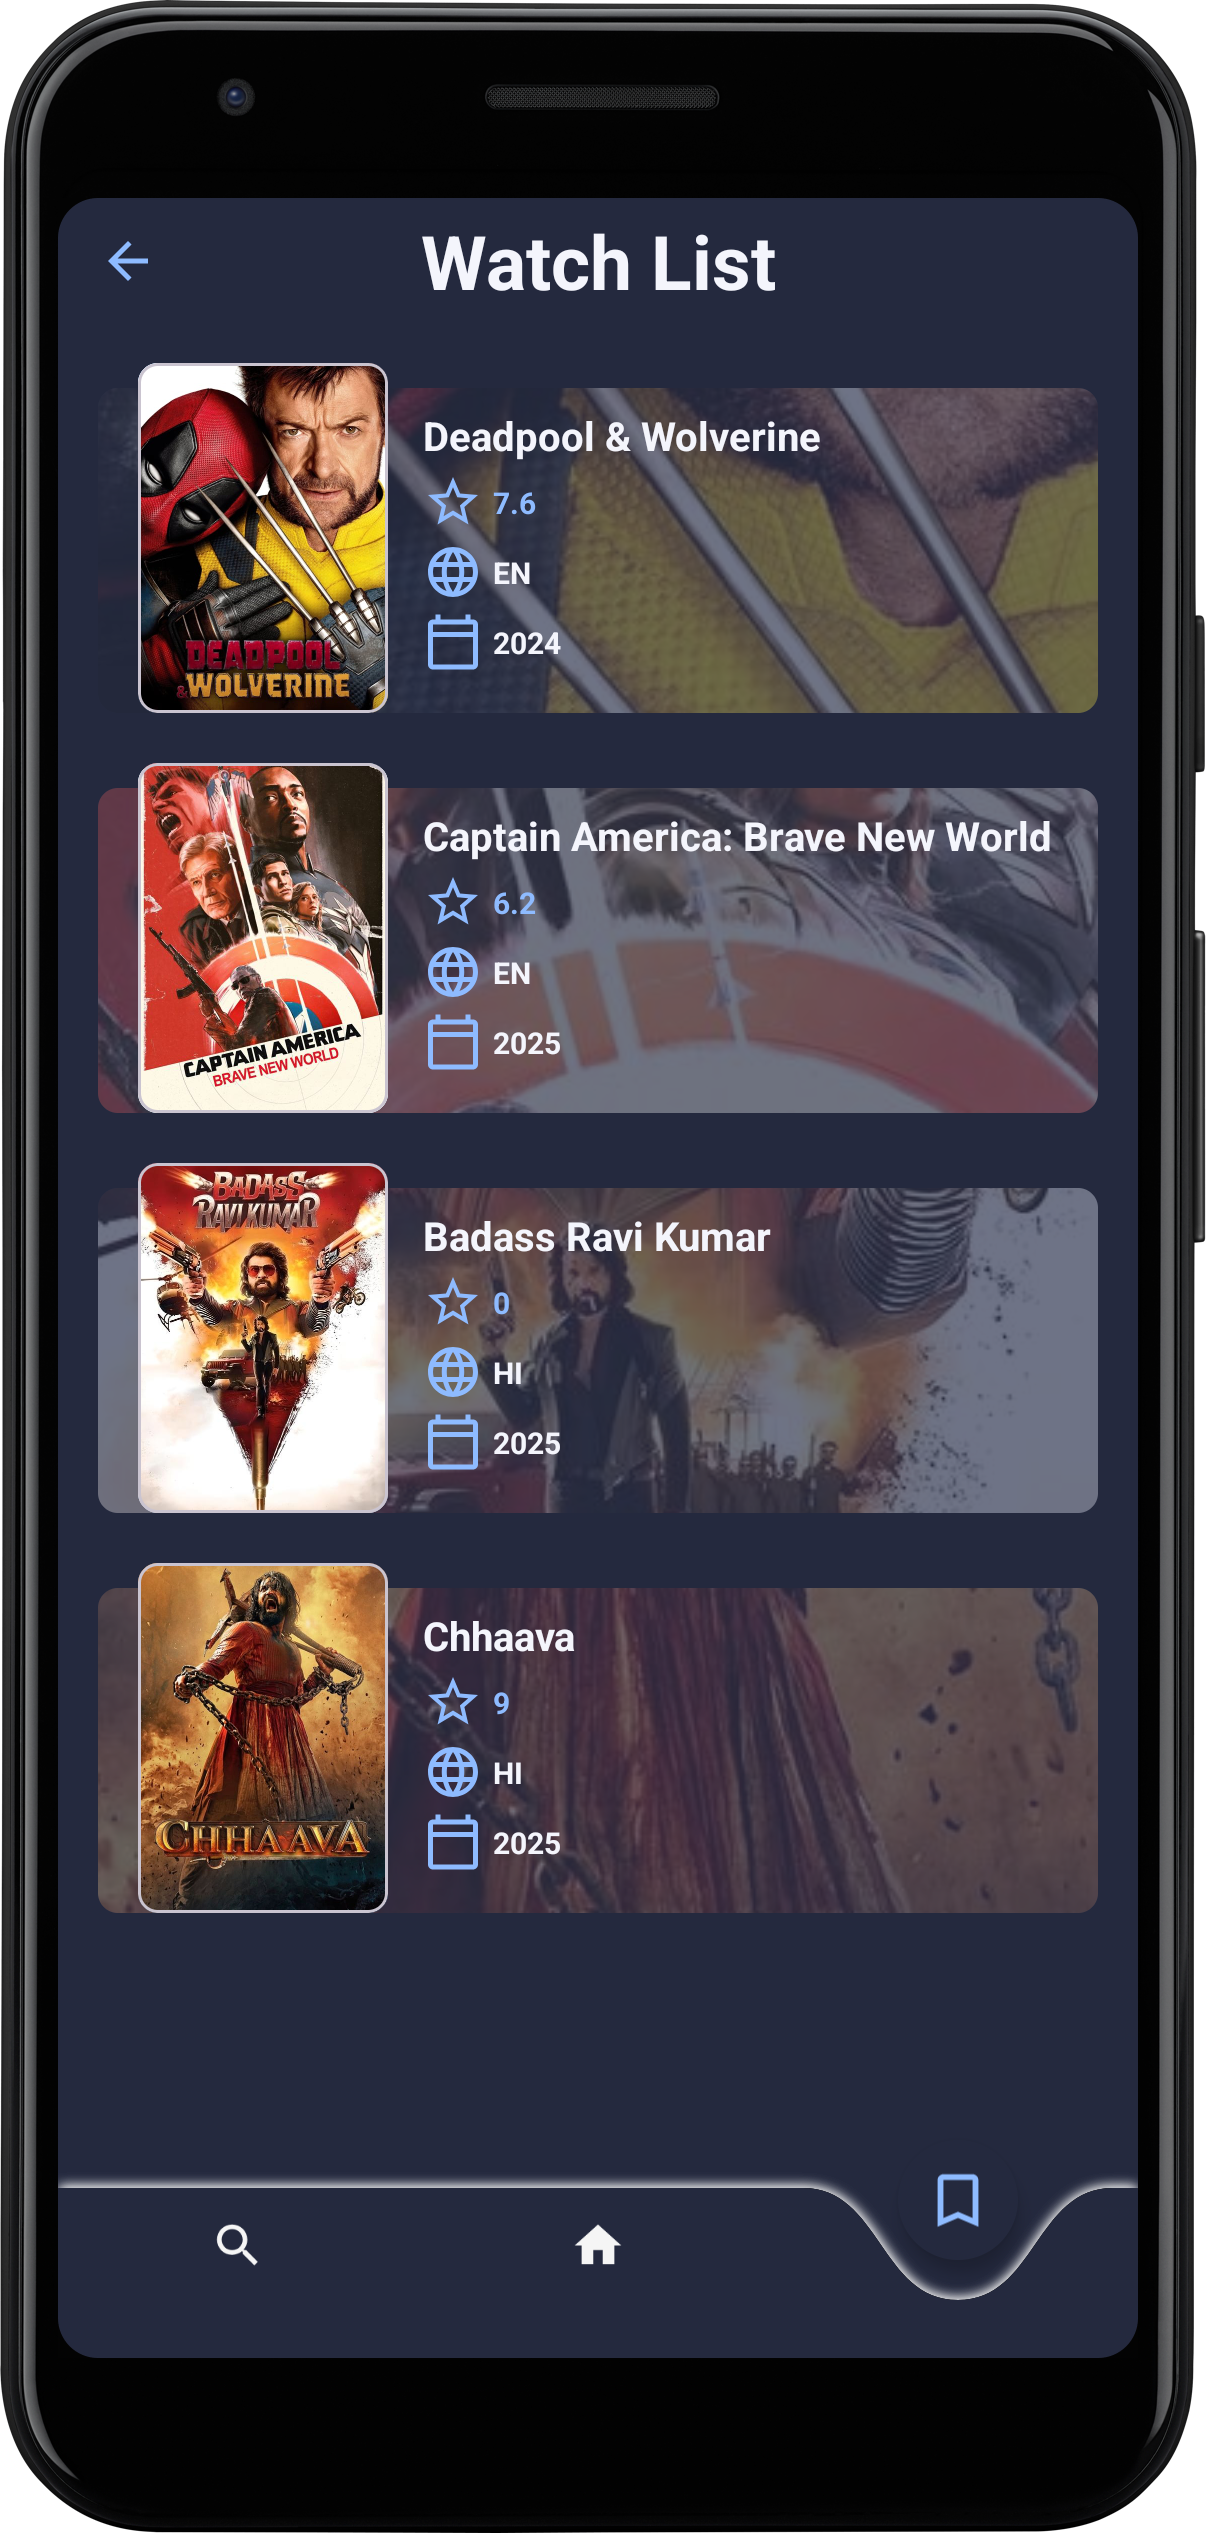 Watch List
DEADPOOL
& WOLVERINE
Deadpool & Wolverine
7.6
EN
2024
CAPTAIN AMERICA
BRAVE NEW WORLD
Captain America: Brave New World
6.2
EN
2025
BADASS
RAVI KUMAR
Badass Ravi Kumar
0
HI
2025
CHHAAVA
Chhaava
9
HI
2025